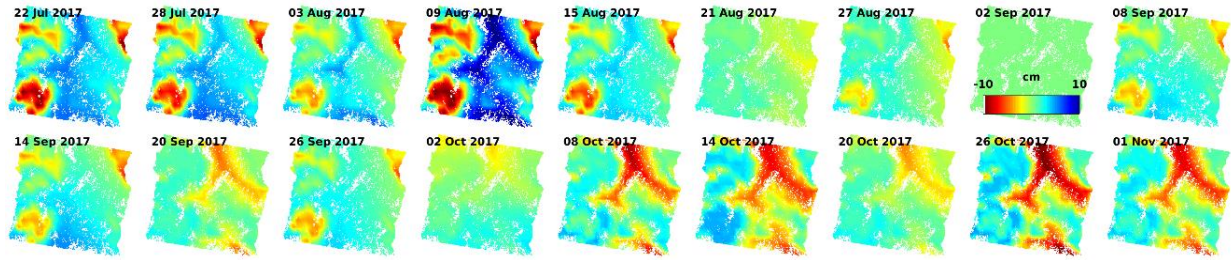 22 Jul 2017 28 Jul 2017 03 Aug 2017 09 Aug 2017 15 Aug 2017 21 Aug 2017 27 Aug 2017 02 Sep 2017 08 Sep 2017
cm
-10 10
14 Sep 2017 20 Sep 2017 26 Sep 2017 02 Oct 2017 08 Oct 2017 14 Oct 2017 20 Oct 2017 26 Oct 2017 01 Nov 2017